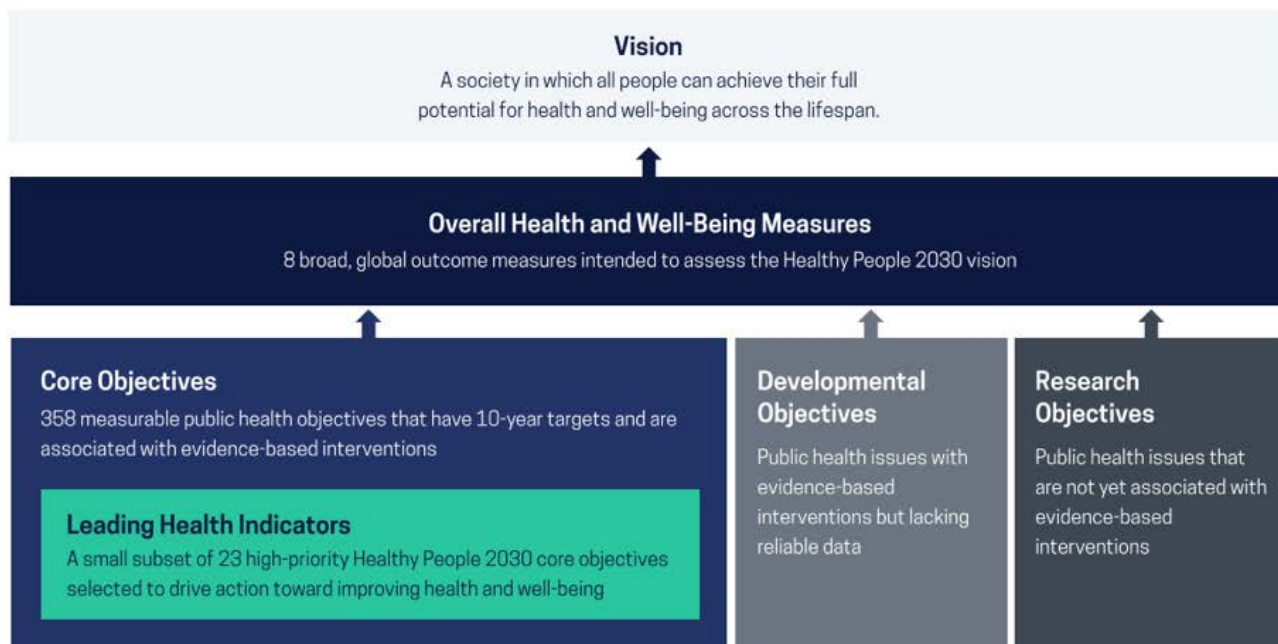 Vision
A society in which all people can achieve their full
potential for health and well-being across the lifespan.
Overall Health and Well-Being Measures
8 broad, global outcome measures intended to assess the Healthy People 2030 vision
Core Objectives
358 measurable public health objectives that have 10-year targets and are
associated with evidence-based interventions
Leading Health Indicators
A small subset of 23 high-priority Healthy People 2030 core objectives
selected to drive action toward improving health and well-being
Developmental
Objectives
Public health issues with
evidence-based
interventions but lacking
reliable data
Research
Objectives
Public health issues that
are not yet associated with
evidence-based
interventions